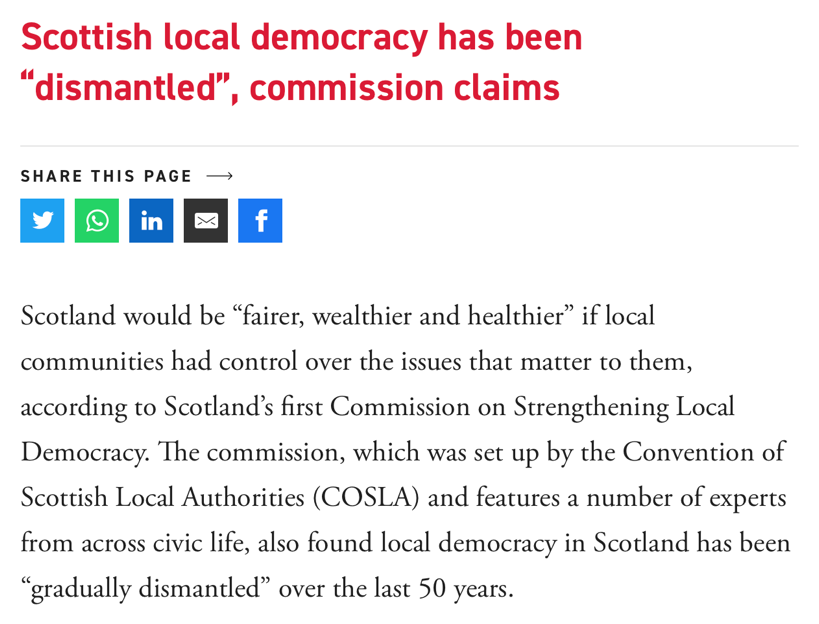 Scottish local democracy has been
“dismantled”, commission claims
SHARE THIS PAGE
Scotland would be “fairer, wealthier and healthier” if local
communities had control over the issues that matter to them,
according to Scotland’s first Commission on Strengthening Local
Democracy. The commission, which was set up by the Convention of
Scottish Local Authorities (COSLA) and features a number of experts
from across civic life, also found local democracy in Scotland has been
“gradually dismantled” over the last 50 years.